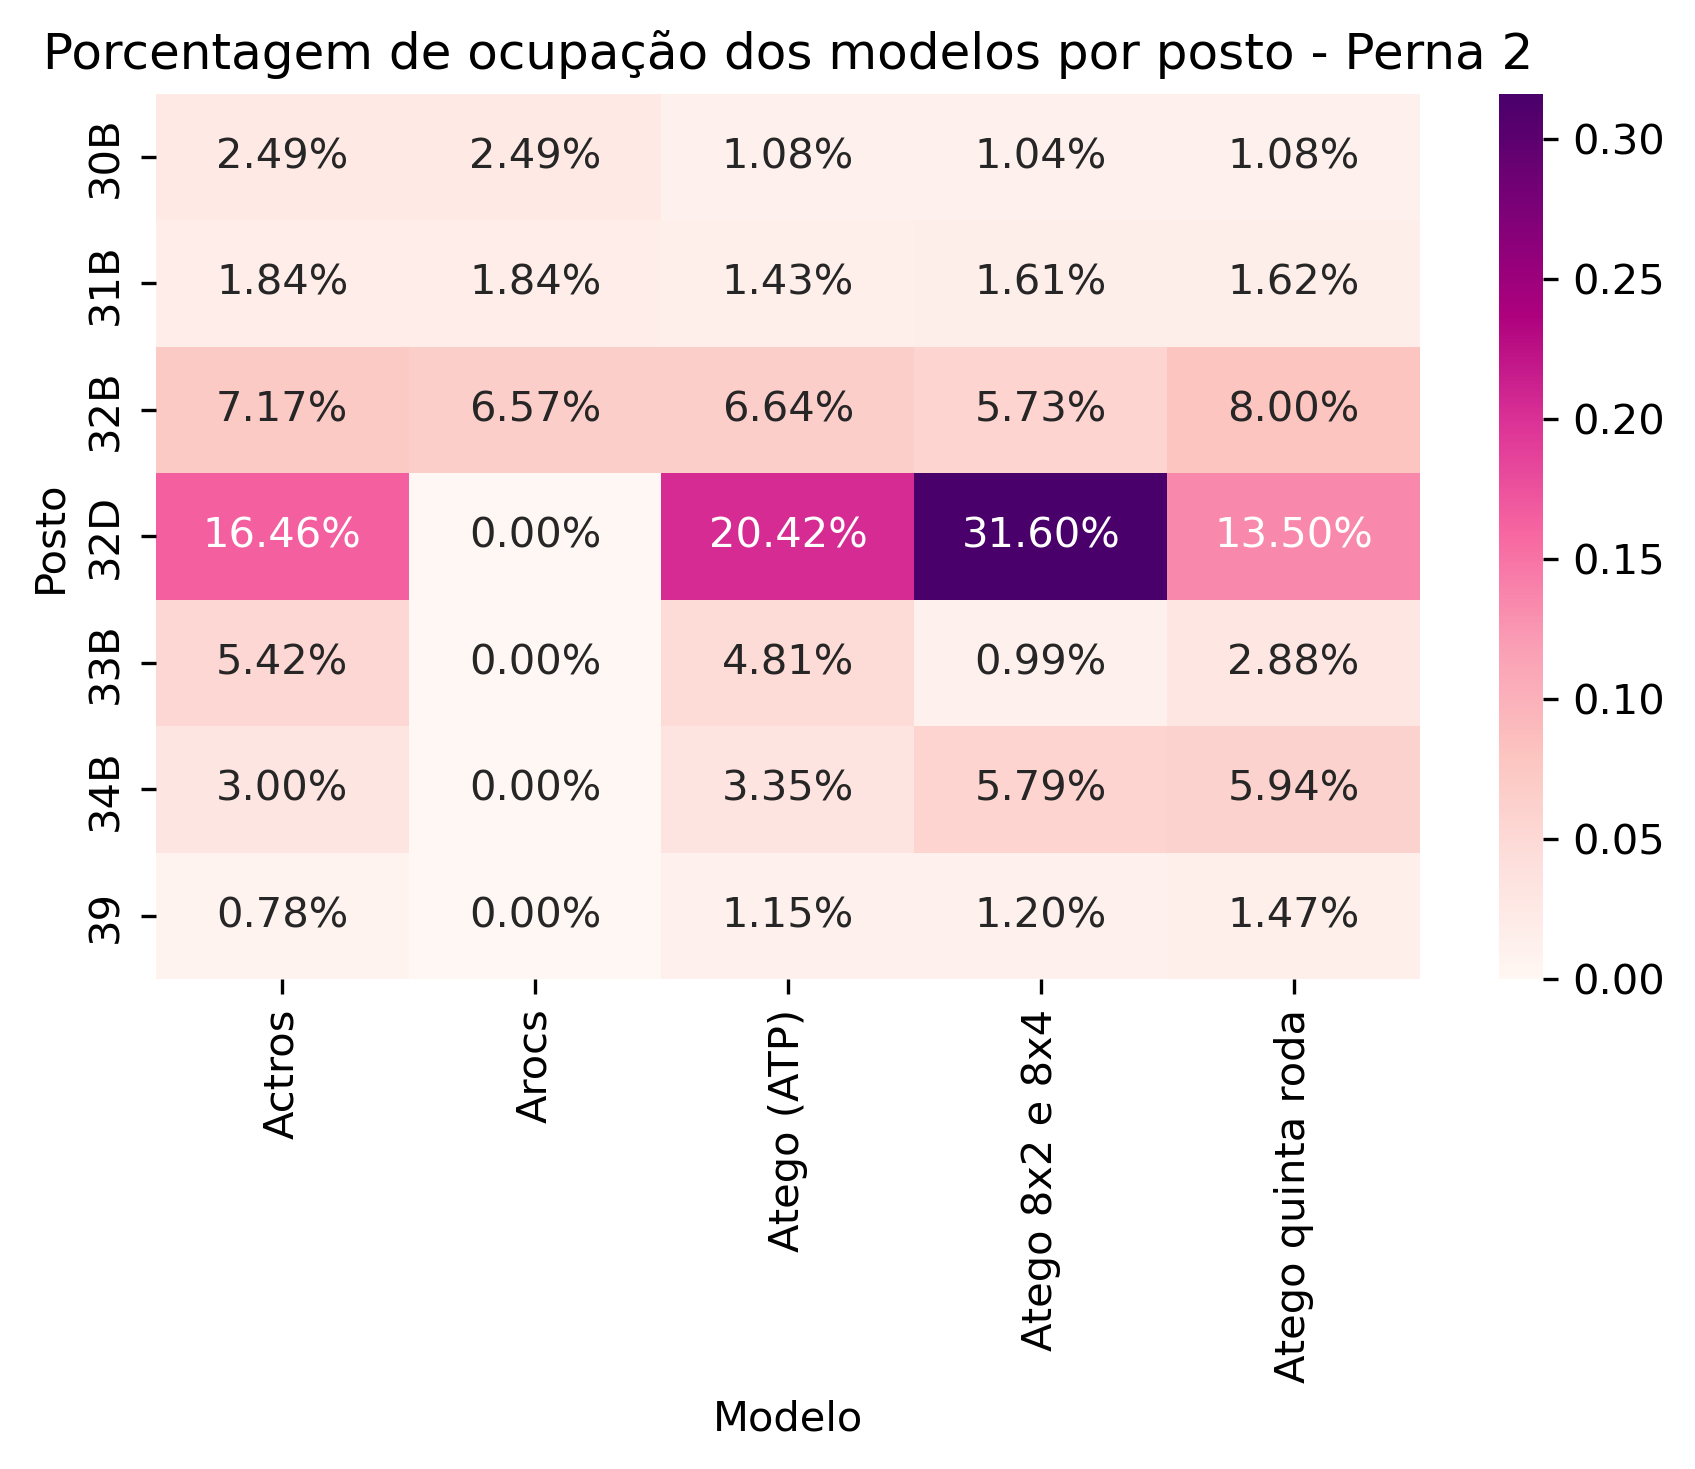 Porcentagem de ocupação dos modelos por posto - Perna 2
Posto
30B 2.49% 2.49% 1.08% 1.04% 1.08%
31B 1.84% 1.84% 1.43% 1.61% 1.62%
32B 7.17% 6.57% 6.64% 5.73% 8.00%
32D 16.46% 0.00% 20.42% 31.60% 13.50%
33B 5.42% 0.00% 4.81% 0.99% 2.88%
34B 3.00% 0.00% 3.35% 5.79% 5.94%
39 0.78% 0.00% 1.15% 1.20% 1.47%
Actros
Arocs
Atego (ATP)
Atego 8x2 e 8x4
Atego quinta roda
Modelo
0.30
0.25
0.20
0.15
0.10
0.05
0.00